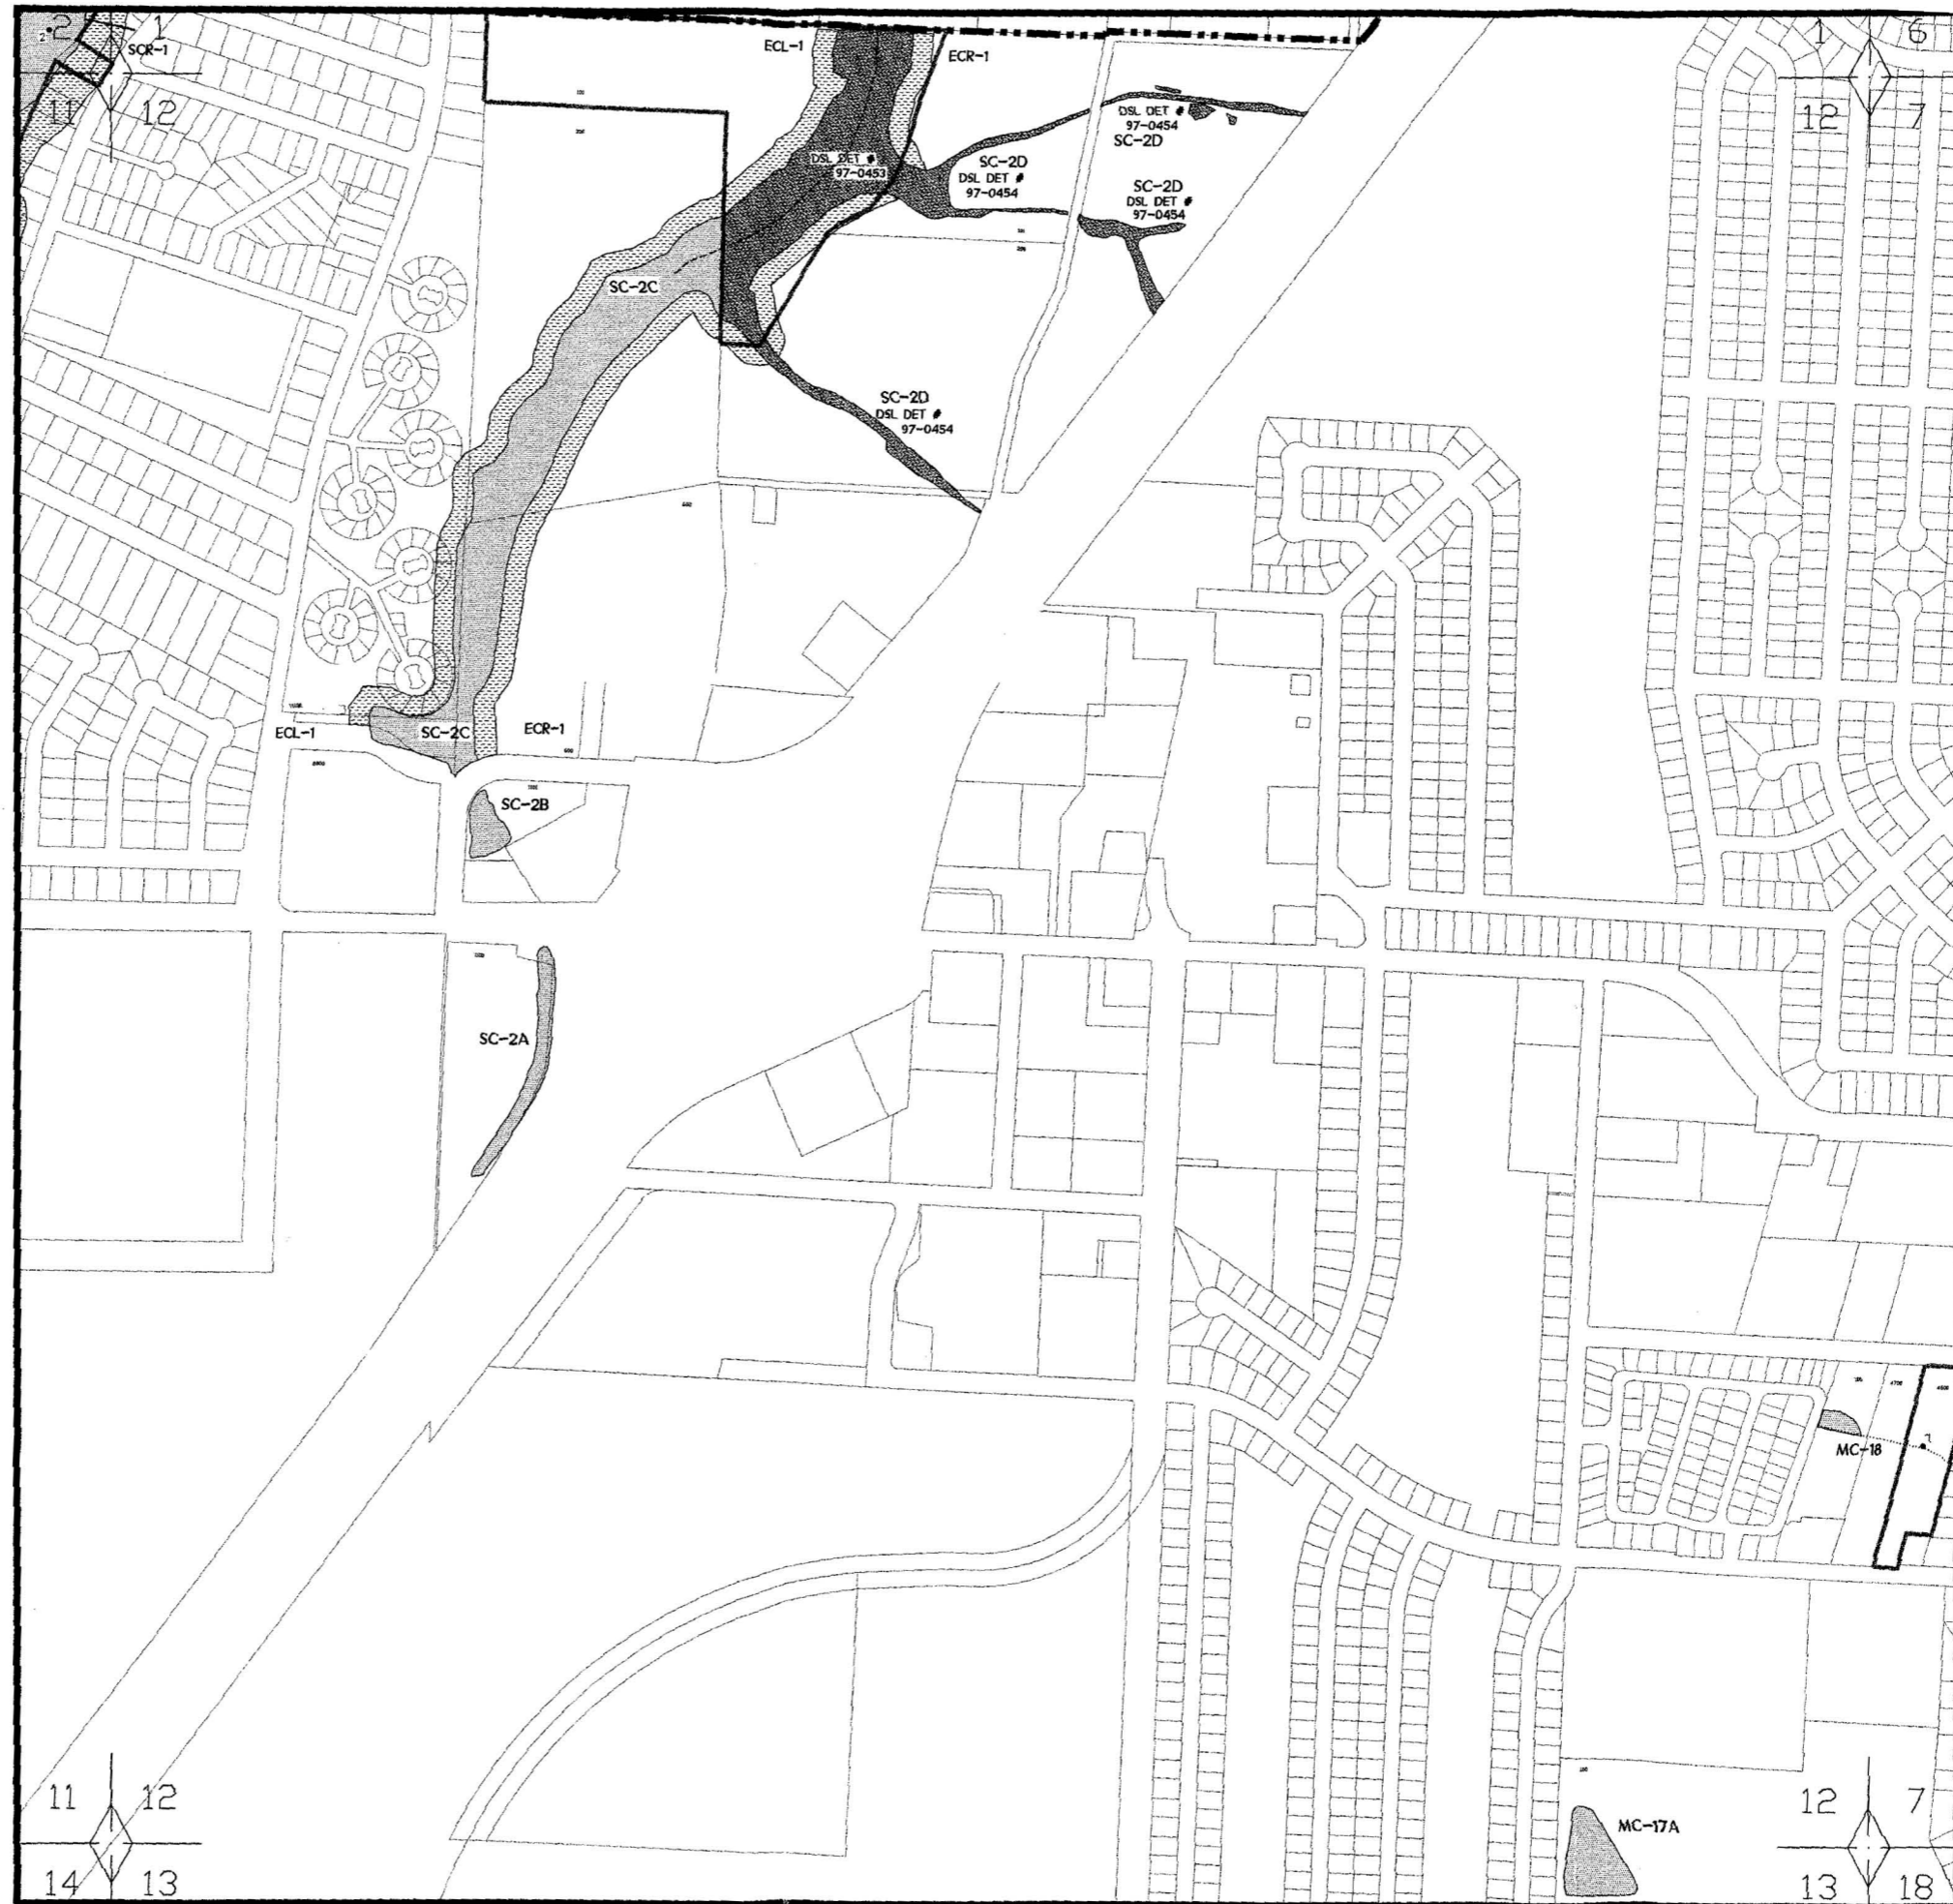 2
1
SCR-1
11
12
ECL-1
ECR-1
1
6
12
7
DSL DET #
97-0454
SC-2D
DSL DET #
97-0453
SC-2D
DSL DET #
97-0454
SC-2D
DSL DET #
97-0454
SC-2C
SC-2D
DSL DET #
97-0454
ECL-1
SC-2C
ECR-1
600
SC-2B
SC-2A
4700
MC-18
MC-17A
11
12
14
13
12
7
13
18